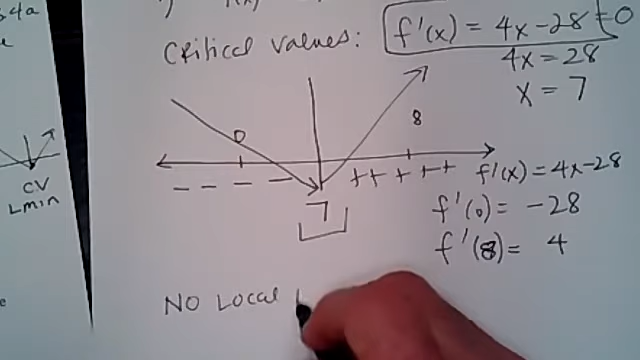 Critical values: f'(x) = 4x-28=0
4x = 28
x = 7
0
8
- - - - ++ + ++
f'(x) = 4x-28
7
f'(0) = -28
f'(8) = 4
NO Local
CV
Lmin